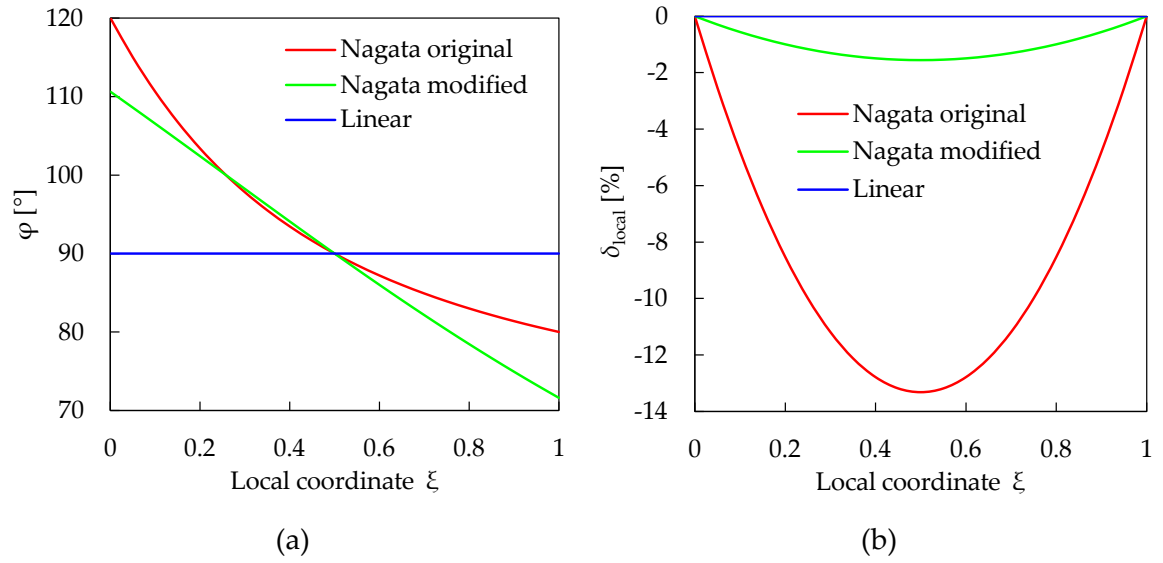 120
110
100
90
80
70
φ [°]
0
0.2
0.4
0.6
0.8
1
Local coordinate ξ
Nagata original
Nagata modified
Linear
(a)
0
-2
-4
-6
-8
-10
-12
-14
δlocal [%]
0
0.2
0.4
0.6
0.8
1
Local coordinate ξ
Nagata original
Nagata modified
Linear
(b)